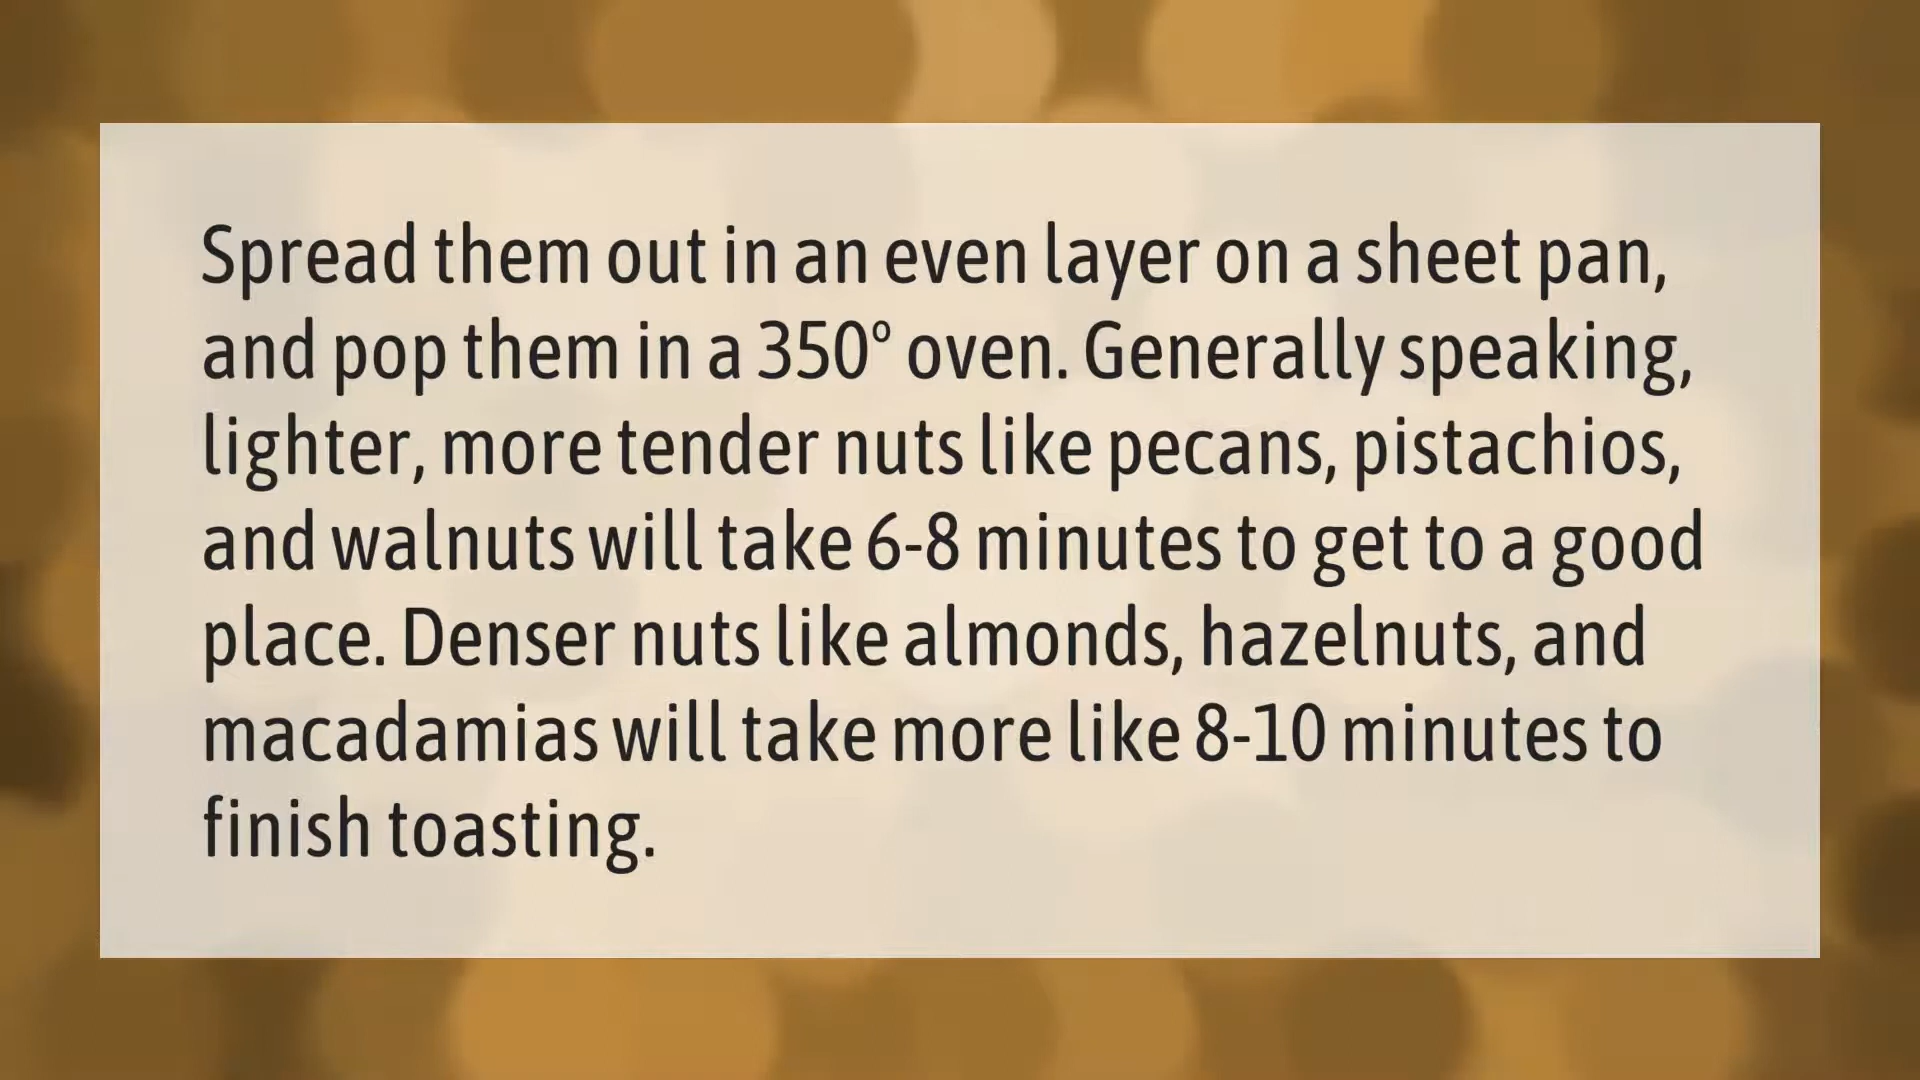 Spread them out in an even layer on a sheet pan,
and pop them in a 350º oven. Generally speaking,
lighter, more tender nuts like pecans, pistachios,
and walnuts will take 6-8 minutes to get to a good
place. Denser nuts like almonds, hazelnuts, and
macadamias will take more like 8-10 minutes to
finish toasting.